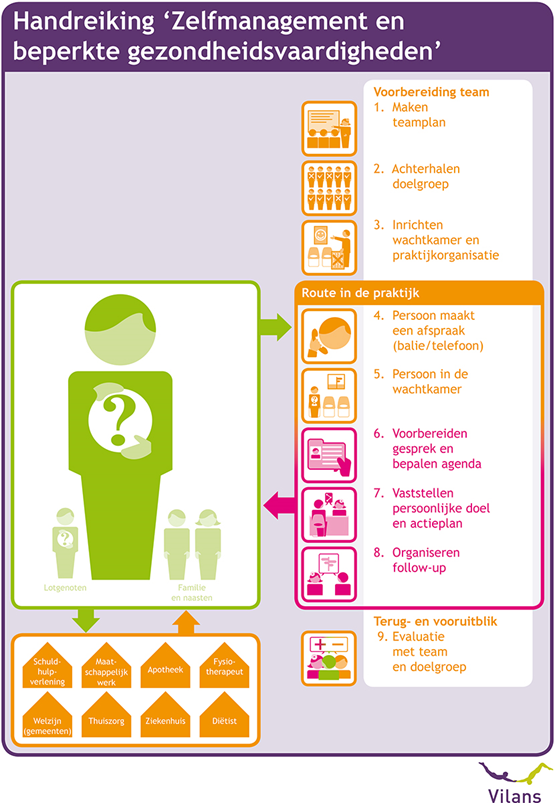 Handreiking ‘Zelfmanagement en
beperkte gezondheidsvaardigheden’
Voorbereiding team
1. Maken
teamplan
2. Achterhalen
doelgroep
3. Inrichten
wachtkamer en
praktijkorganisatie
Route in de praktijk
4. Persoon maakt
een afspraak
(balie/telefoon)
5. Persoon in de
wachtkamer
6. Voorbereiden
gesprek en
bepalen agenda
7. Vaststellen
persoonlijke doel
en actieplan
8. Organiseren
follow-up
Terug- en vooruitblik
9. Evaluatie
met team
en doelgroep
?
?
Lotgenoten
Familie
en naasten
Schuld-
hulp-
verlening
Maat-
schappelijk
werk
Apotheek
Fysio-
therapeut
Welzijn
(gemeenten)
Thuiszorg
Ziekenhuis
Diëtist
Vilans